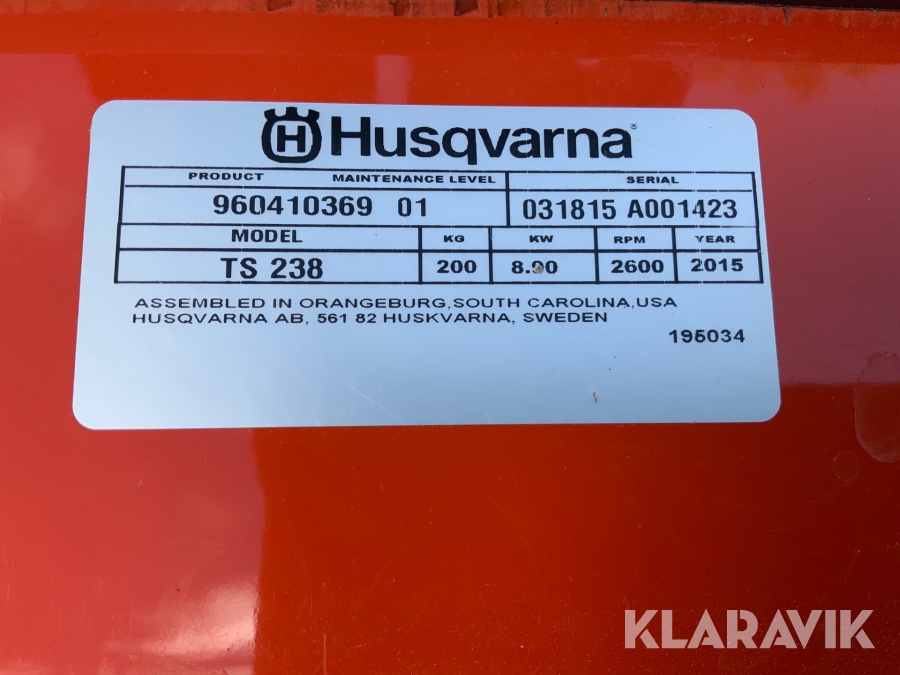 Husqvarna®
PRODUCT MAINTENANCE LEVEL SERIAL
960410369 01 031815 A001423
MODEL KG KW RPM YEAR
TS 238 200 8.90 2600 2015
ASSEMBLED IN ORANGEBURG,SOUTH CAROLINA,USA
HUSQVARNA AB, 561 82 HUSKVARNA, SWEDEN
195034
KLARAVIK